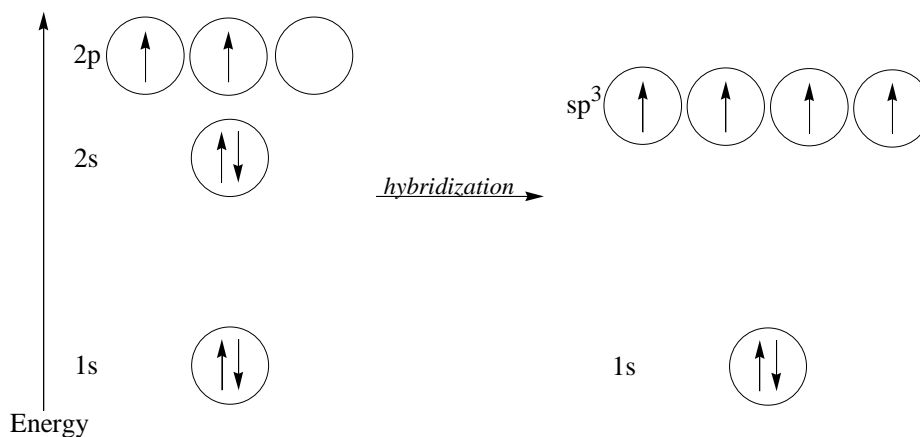 2p
sp³
2s
hybridization
1s
1s
Energy